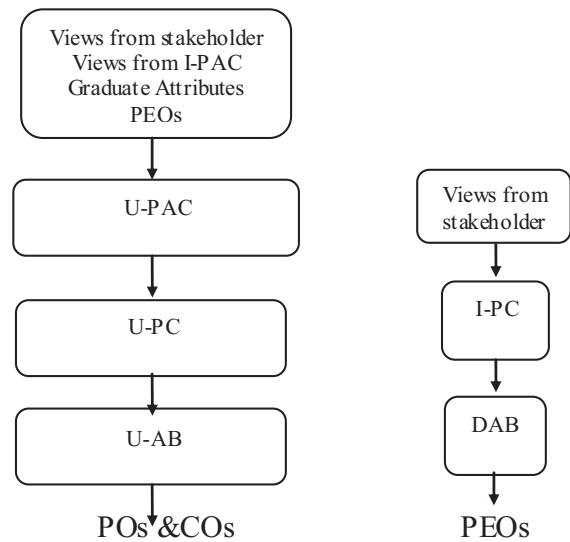 Views from stakeholder
Views from I-PAC
Graduate Attributes
PEOs
U-PAC
U-PC
U-AB
POs &COs
Views from
stakeholder
I-PC
DAB
PEOs